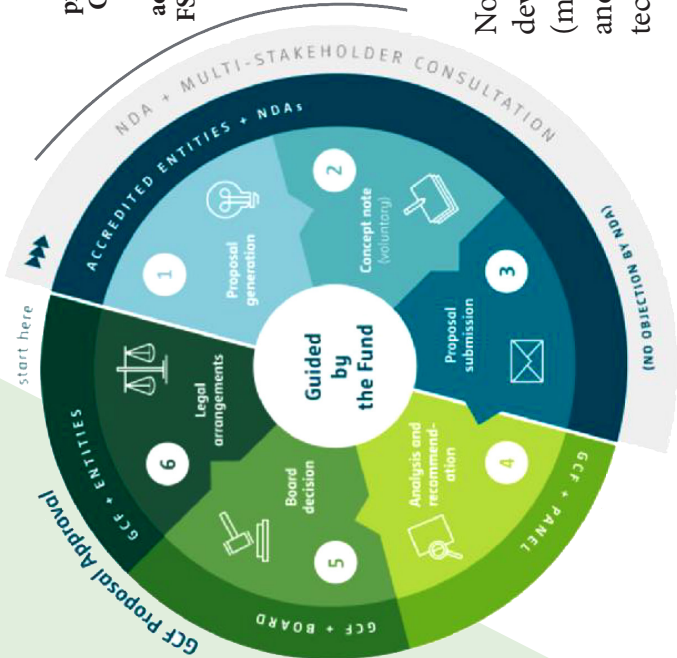 GCF Proposal Approval
start here
NDA + MULTI-STAKEHOLDER CONSULTATION
(NO OBJECTION BY NDA)
ACCREDITED ENTITIES + NDAs
GCF + PANEL
GCF + BOARD
GCF + ENTITIES
Guided
by
the Fund
1
Proposal
generation
2
Concept note
(voluntary)
3
Proposal
submission
4
Analysis and
recommend-
ation
5
Board
decision
6
Legal
arrangements
No
dev
(m
and
tec
FS